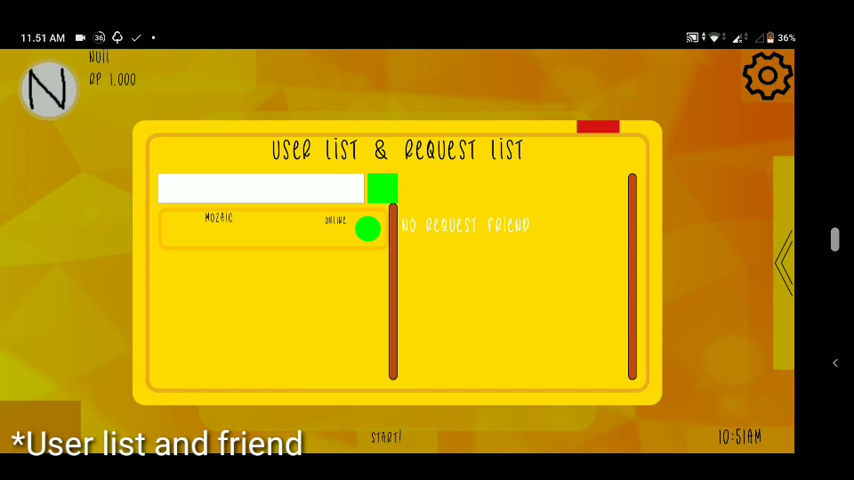 11.51 AM
36
36%
Null
RP 1.000
N
USER LIST & REQUEST LIST
MOZAIC
ONLINE
NO REQUEST FRIEND
*User list and friend
START!
10:51AM